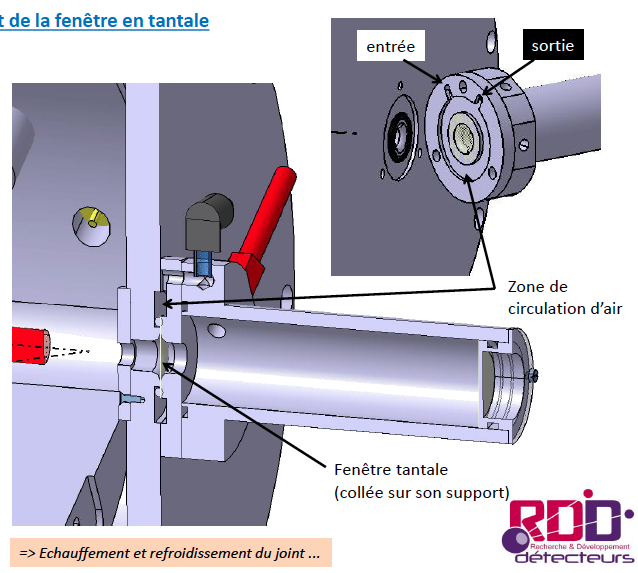 t de la fenêtre en tantale
entrée
sortie
Zone de
circulation d'air
Fenêtre tantale
(collée sur son support)
=> Echauffement et refroidissement du joint ...
RDD
Recherche & Développement
détecteurs